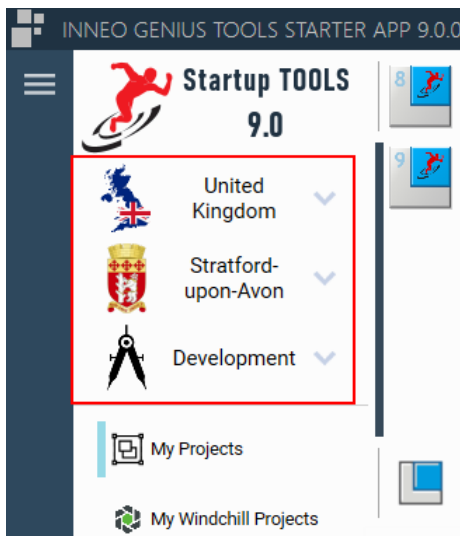 INNEO GENIUS TOOLS STARTER APP 9.0.0
Startup TOOLS
9.0
8
9
United
Kingdom
Stratford-
upon-Avon
Development
My Projects
My Windchill Projects